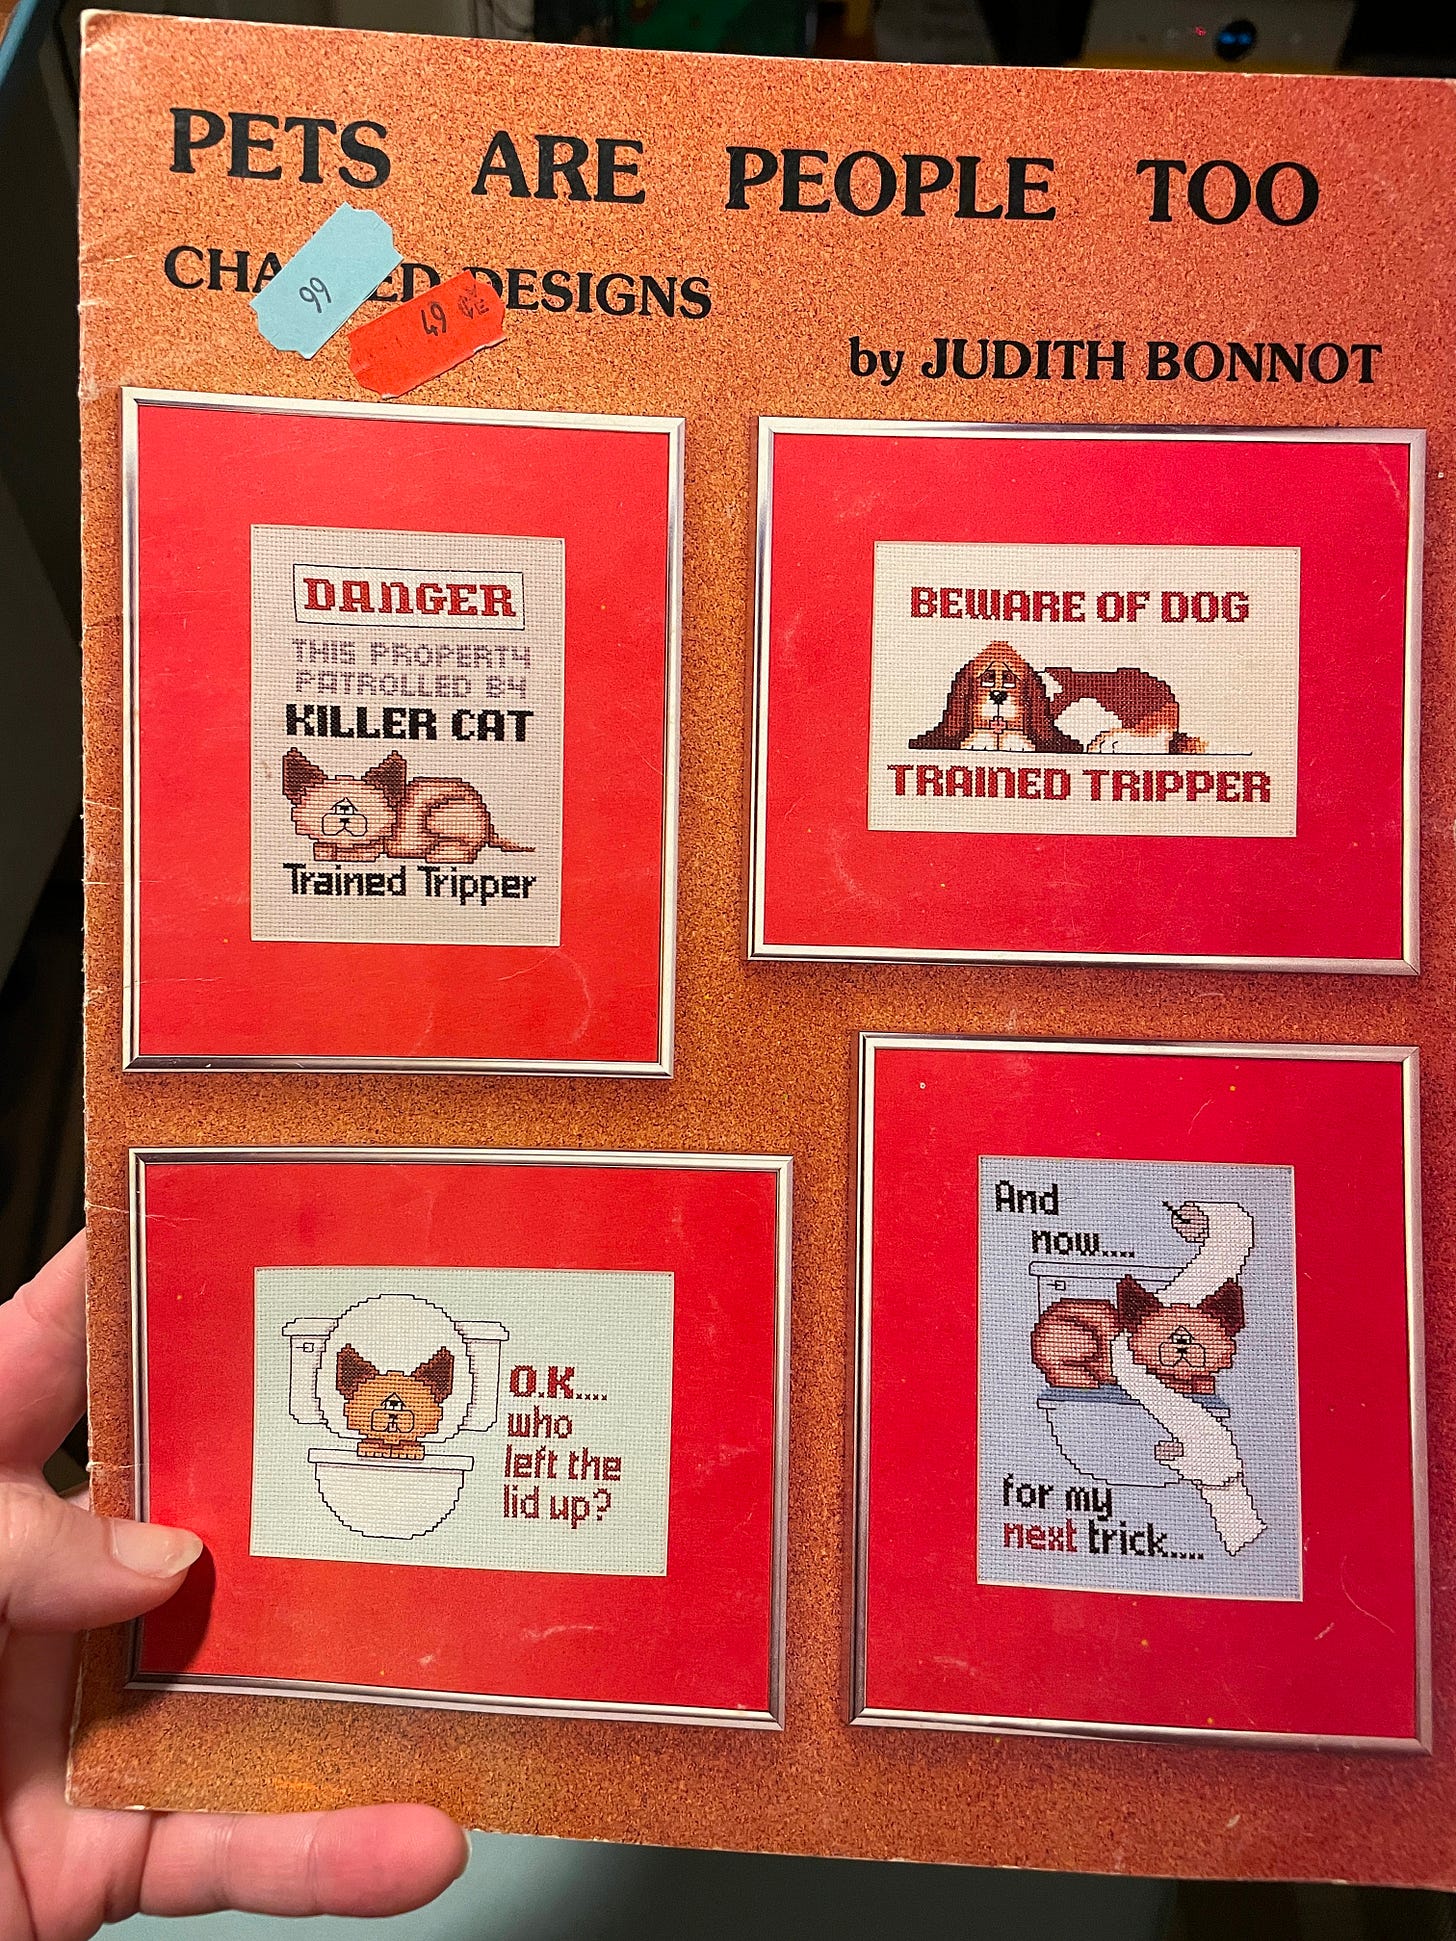 PETS ARE PEOPLE TOO
DESIGNS
99
49
by JUDITH BONNOT
DANGER
THIS PROPERTY
PATROLLED BY
KILLER CAT
Trained Tripper
BEWARE OF DOG
TRAINED TRIPPER
O.K....
who
left the
lid up?
And
now....
for my
next trick....